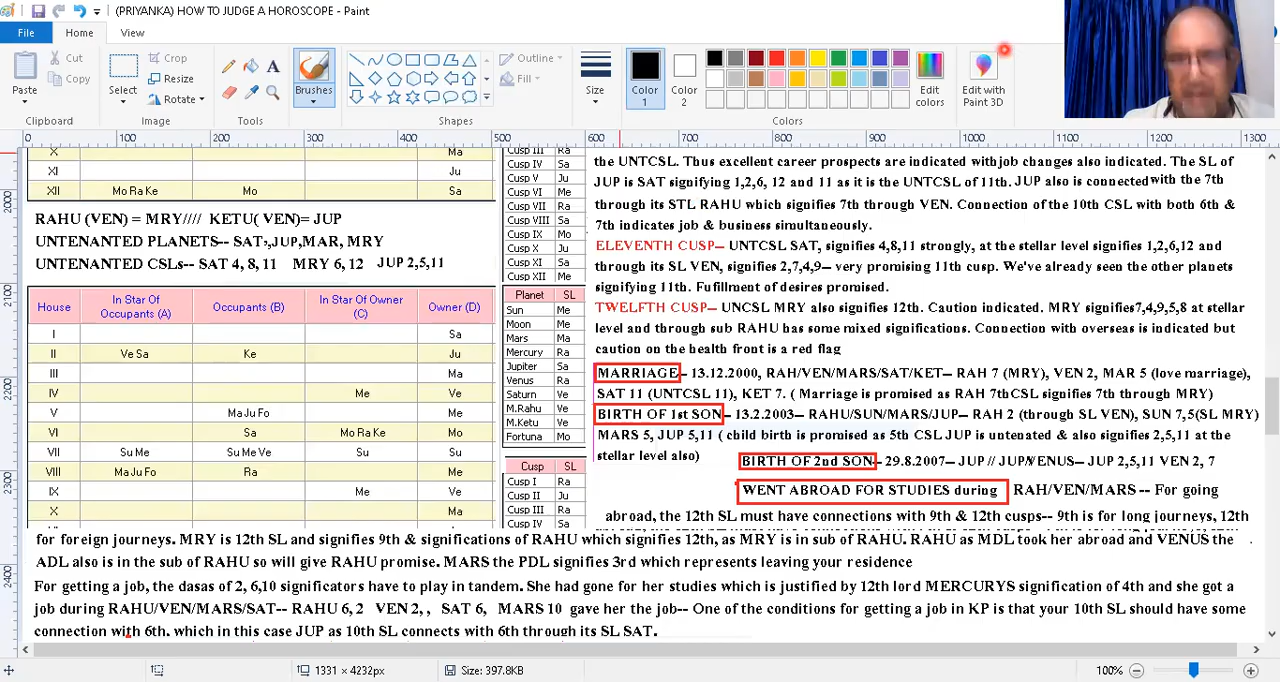 (PRIYANKA) HOW TO JUDGE A HOROSCOPE - Paint
File Home View
Paste Cut Copy
Clipboard
Select Crop Resize Rotate
Image
Tools
Brushes
Outline Fill
Shapes
Size
Color 1
Color 2
Edit colors
Edit with Paint 3D
Colors
0 100 200 300 400 500 600 700 800 900 1000 1100 1200 1300
2000
2100
2200
2300
2400
X Ma
XI Ju
XII Mo Ra Ke Mo Sa
RAHU (VEN) = MRY//// KETU( VEN)= JUP
UNTENANTED PLANETS-- SAT,,JUP,MAR, MRY
UNTENANTED CSLs-- SAT 4, 8, 11 MRY 6, 12 JUP 2,5,11
House In Star Of Occupants (A) Occupants (B) In Star Of Owner (C) Owner (D)
I Sa
II Ve Sa Ke Ju
III Ma
IV Me Ve
V Ma Ju Fo Me
VI Sa Mo Ra Ke Mo
VII Su Me Su Me Ve Su
VIII Ma Ju Fo Ra Me
IX Me Ve
X Ma
Cusp III Ra
Cusp IV Sa
Cusp V Ju
Cusp VI Me
Cusp VII Ra
Cusp VIII Sa
Cusp IX Mo
Cusp X Ju
Cusp XI Sa
Cusp XII Me
Planet SL
Sun Me
Moon Me
Mars Ma
Mercury Ra
Jupiter Sa
Venus Ra
Saturn Ve
M.Rahu Ve
M.Ketu Ve
Fortuna Mo
Cusp SL
Cusp I Ra
Cusp II Ju
Cusp III Ra
Cusp IV Sa
the UNTCSL. Thus excellent career prospects are indicated with job changes also indicated. The SL of
JUP is SAT signifying 1,2,6, 12 and 11 as it is the UNTCSL of 11th. JUP also is connected with the 7th
through its STL RAHU which signifies 7th through VEN. Connection of the 10th CSL with both 6th &
7th indicates job & business simultaneously.
ELEVENTH CUSP-- UNTCSL SAT, signifies 4,8,11 strongly, at the stellar level signifies 1,2,6,12 and
through its SL VEN, signifies 2,7,4,9-- very promising 11th cusp. We've already seen the other planets
signifying 11th. Fufillment of desires promised.
TWELFTH CUSP-- UNCSL MRY also signifies 12th. Caution indicated. MRY signifies7,4,9,5,8 at stellar
level and through sub RAHU has some mixed significations. Connection with overseas is indicated but
caution on the health front is a red flag
MARRIAGE-- 13.12.2000, RAH/VEN/MARS/SAT/KET-- RAH 7 (MRY), VEN 2, MAR 5 (love marriage),
SAT 11 (UNTCSL 11), KET 7. ( Marriage is promised as RAH 7thCSL signifies 7th through MRY)
BIRTH OF 1st SON-- 13.2.2003-- RAHU/SUN/MARS/JUP-- RAH 2 (through SL VEN), SUN 7,5(SL MRY)
MARS 5, JUP 5,11 ( child birth is promised as 5th CSL JUP is untenated & also signifies 2,5,11 at the
stellar level also)
BIRTH OF 2nd SON-- 29.8.2007-- JUP // JUP/VENUS-- JUP 2,5,11 VEN 2, 7
WENT ABROAD FOR STUDIES during RAH/VEN/MARS -- For going
abroad, the 12th SL must have connections with 9th & 12th cusps-- 9th is for long journeys, 12th
for foreign journeys. MRY is 12th SL and signifies 9th & significations of RAHU which signifies 12th, as MRY is in sub of RAHU. RAHU as MDL took her abroad and VENUS the
ADL also is in the sub of RAHU so will give RAHU promise. MARS the PDL signifies 3rd which represents leaving your residence
For getting a job, the dasas of 2, 6,10 significators have to play in tandem. She had gone for her studies which is justified by 12th lord MERCURYS signification of 4th and she got a
job during RAHU/VEN/MARS/SAT-- RAHU 6, 2 VEN 2, , SAT 6, MARS 10 gave her the job-- One of the conditions for getting a job in KP is that your 10th SL should have some
connection with 6th. which in this case JUP as 10th SL connects with 6th through its SL SAT.
1331 × 4232px Size: 397.8KB 100%